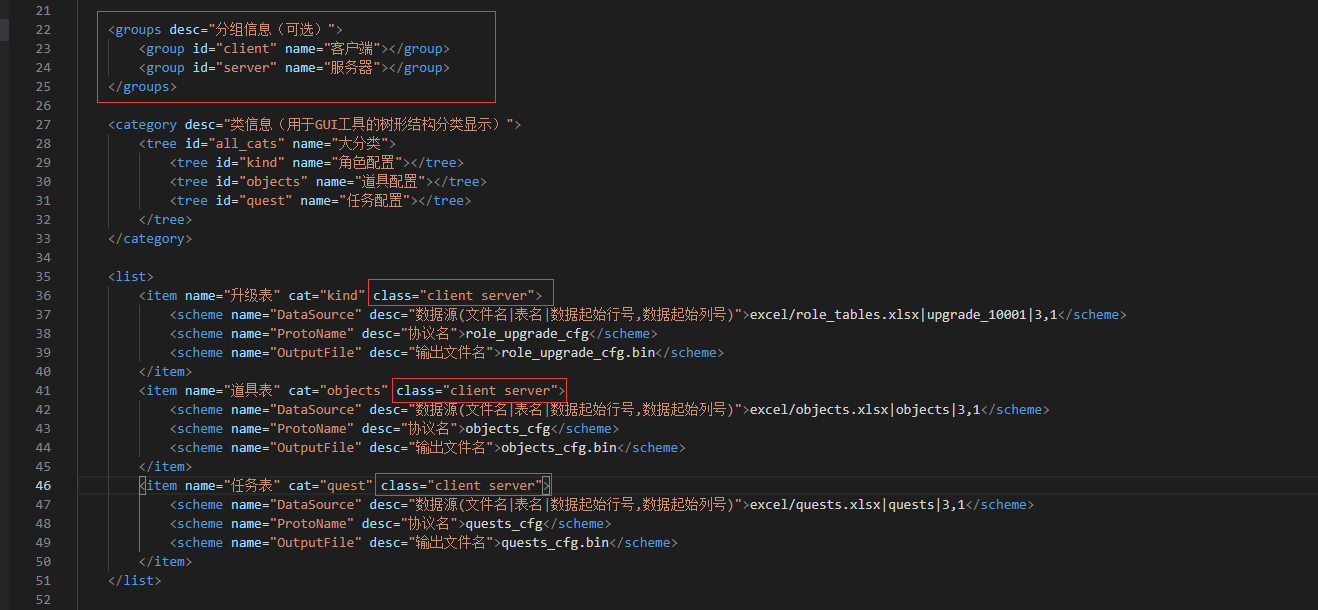 21
22 <groups desc="分组信息（可选）">
23 <group id="client" name="客户端"></group>
24 <group id="server" name="服务器"></group>
25 </groups>
26
27 <category desc="类信息（用于GUI工具的树形结构分类显示）">
28 <tree id="all_cats" name="大分类">
29 <tree id="kind" name="角色配置"></tree>
30 <tree id="objects" name="道具配置"></tree>
31 <tree id="quest" name="任务配置"></tree>
32 </tree>
33 </category>
34
35 <list>
36 <item name="升级表" cat="kind" class="client server">
37 <scheme name="DataSource" desc="数据源(文件名|表名|数据起始行号,数据起始列号)">excel/role_tables.xlsx|upgrade_10001|3,1</scheme>
38 <scheme name="ProtoName" desc="协议名">role_upgrade_cfg</scheme>
39 <scheme name="OutputFile" desc="输出文件名">role_upgrade_cfg.bin</scheme>
40 </item>
41 <item name="道具表" cat="objects" class="client server">
42 <scheme name="DataSource" desc="数据源(文件名|表名|数据起始行号,数据起始列号)">excel/objects.xlsx|objects|3,1</scheme>
43 <scheme name="ProtoName" desc="协议名">objects_cfg</scheme>
44 <scheme name="OutputFile" desc="输出文件名">objects_cfg.bin</scheme>
45 </item>
46 <item name="任务表" cat="quest" class="client server">
47 <scheme name="DataSource" desc="数据源(文件名|表名|数据起始行号,数据起始列号)">excel/quests.xlsx|quests|3,1</scheme>
48 <scheme name="ProtoName" desc="协议名">quests_cfg</scheme>
49 <scheme name="OutputFile" desc="输出文件名">quests_cfg.bin</scheme>
50 </item>
51 </list>
52